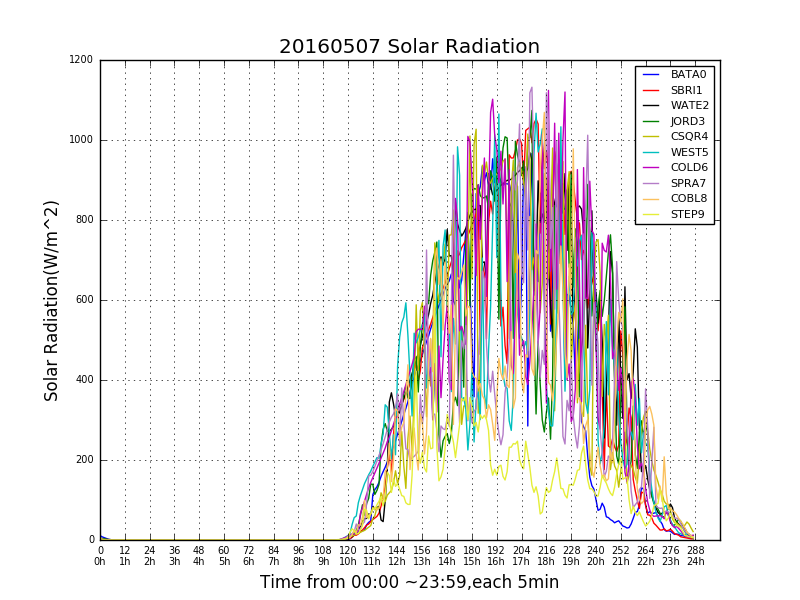 20160507 Solar Radiation
Solar Radiation(W/m^2)
1200
1000
800
600
400
200
0
BATA0
SBRI1
WATE2
JORD3
CSQR4
WEST5
COLD6
SPRA7
COBL8
STEP9
0 12 24 36 48 60 72 84 96 108 120 132 144 156 168 180 192 204 216 228 240 252 264 276 288
0h 1h 2h 3h 4h 5h 6h 7h 8h 9h 10h 11h 12h 13h 14h 15h 16h 17h 18h 19h 20h 21h 22h 23h 24h
Time from 00:00 ~23:59,each 5min